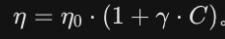 η = η₀ · (1 + γ · C)。